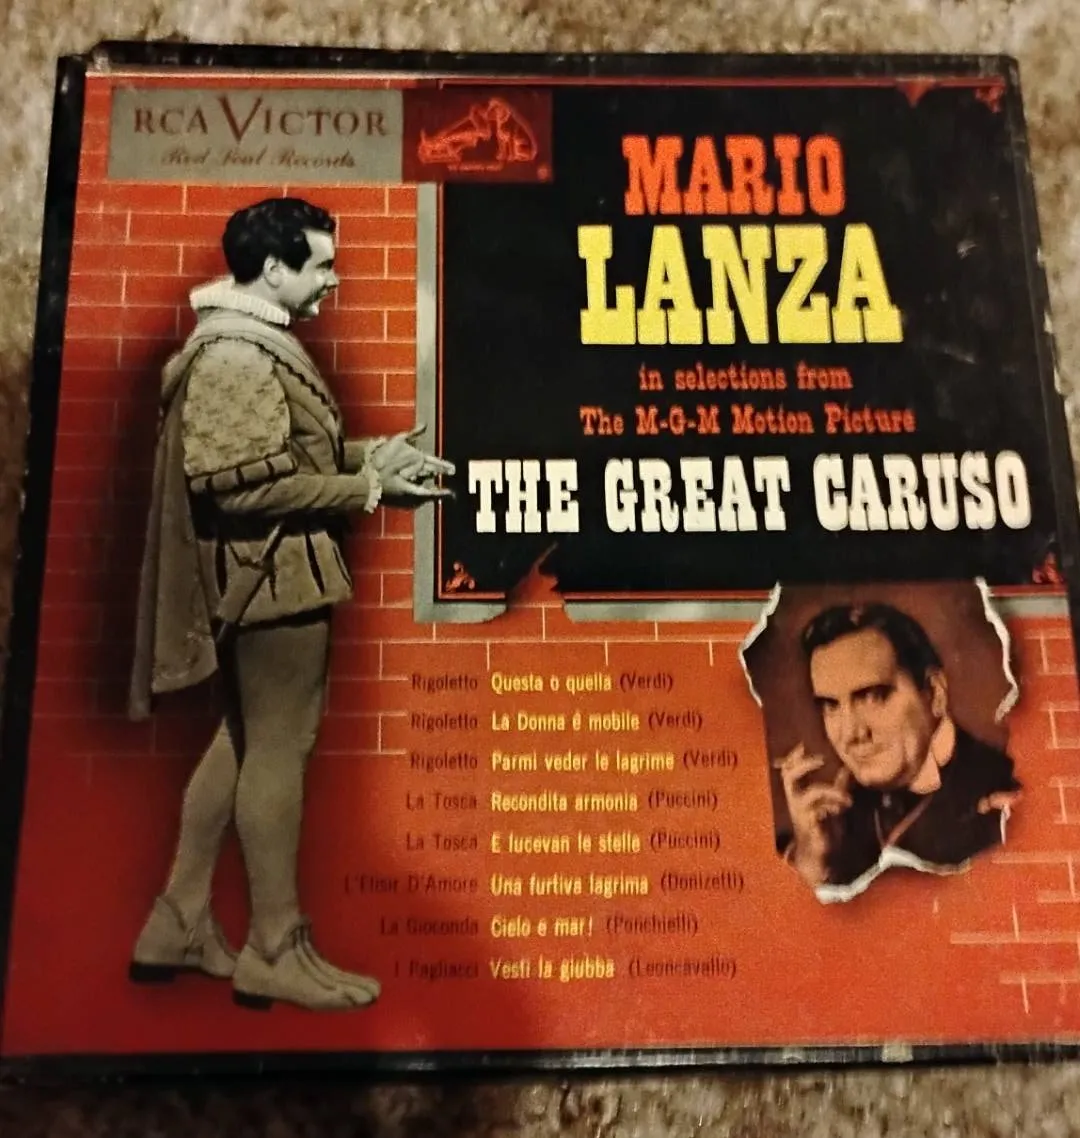 RCA VICTOR
Red Seal Records
MARIO
LANZA
in selections from
The M-G-M Motion Picture
THE GREAT CARUSO
Rigoletto Questa o quella (Verdi)
Rigoletto La Donna é mobile (Verdi)
Rigoletto Parmi veder le lagrime (Verdi)
La Tosca Recondita armonia (Puccini)
La Tosca E lucevan le stelle (Puccini)
L'Elisir D'Amore Una furtiva lagrima (Donizetti)
La Gioconda Cielo e mar! (Ponchielli)
I Pagliacci Vesti la giubba (Leoncavallo)